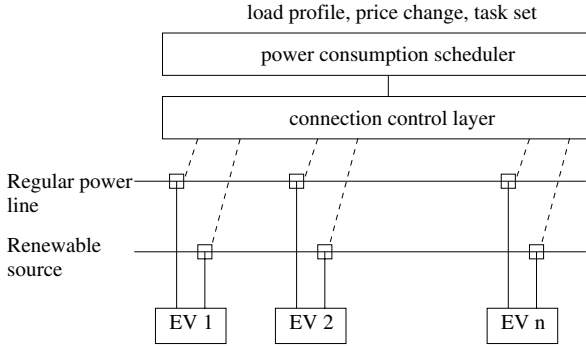 load profile, price change, task set
power consumption scheduler
connection control layer
Regular power
line
Renewable
source
EV 1
EV 2
EV n